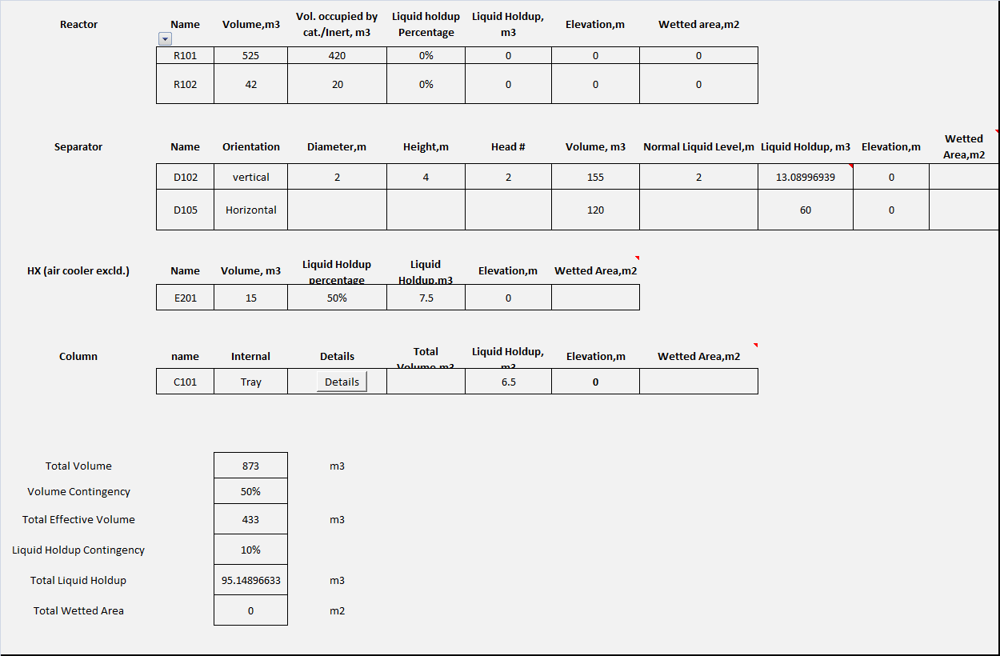 Reactor Name Volume,m3 Vol. occupied by cat./Inert, m3 Liquid holdup Percentage Liquid Holdup, m3 Elevation,m Wetted area,m2
R101 525 420 0% 0 0 0
R102 42 20 0% 0 0 0
Separator Name Orientation Diameter,m Height,m Head # Volume, m3 Normal Liquid Level,m Liquid Holdup, m3 Elevation,m Wetted Area,m2
D102 vertical 2 4 2 155 2 13.08996939 0
D105 Horizontal 120 60 0
HX (air cooler excld.) Name Volume, m3 Liquid Holdup percentage Liquid Holdup,m3 Elevation,m Wetted Area,m2
E201 15 50% 7.5 0
Column name Internal Details Total Volume,m3 Liquid Holdup, m3 Elevation,m Wetted Area,m2
C101 Tray Details 6.5 0
Total Volume 873 m3
Volume Contingency 50%
Total Effective Volume 433 m3
Liquid Holdup Contingency 10%
Total Liquid Holdup 95.14896633 m3
Total Wetted Area 0 m2